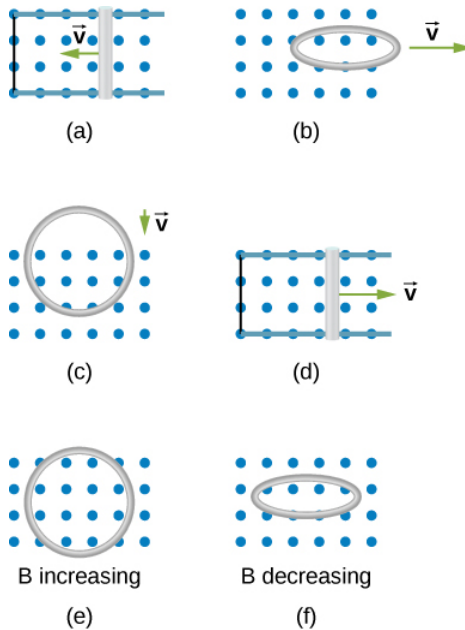 v⃗
v⃗
(a) (b)
v⃗
v⃗
(c) (d)
B increasing B decreasing
(e) (f)